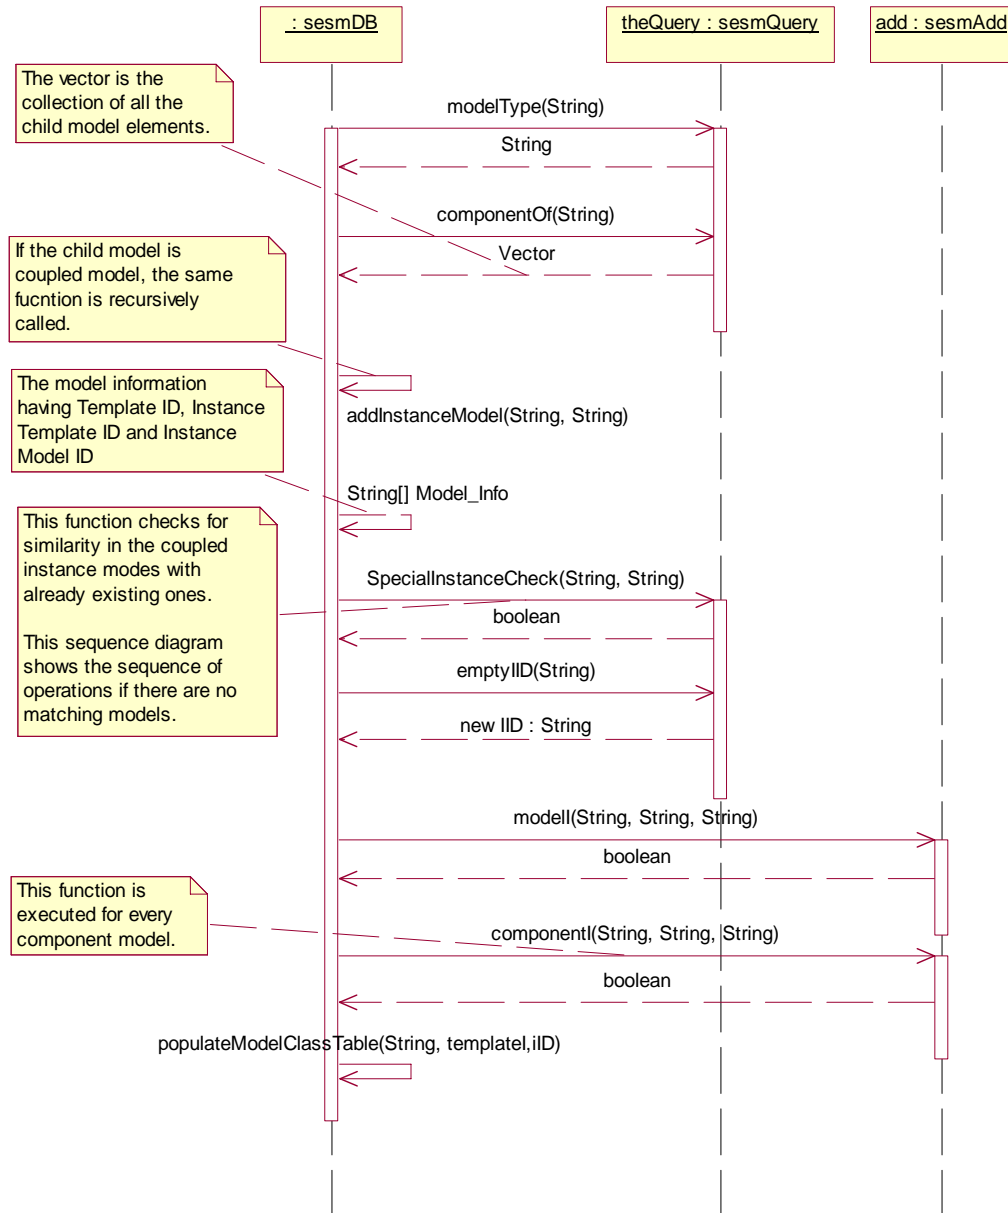 : sesmDB
theQuery : sesmQuery
add : sesmAdd
The vector is the
collection of all the
child model elements.
modelType(String)
String
componentOf(String)
Vector
If the child model is
coupled model, the same
fucntion is recursively
called.
addInstanceModel(String, String)
The model information
having Template ID, Instance
Template ID and Instance
Model ID
String[] Model_Info
This function checks for
similarity in the coupled
instance modes with
already existing ones.
This sequence diagram
shows the sequence of
operations if there are no
matching models.
SpecialInstanceCheck(String, String)
boolean
emptyIID(String)
new IID : String
modelI(String, String, String)
boolean
This function is
executed for every
component model.
componentI(String, String, String)
boolean
populateModelClassTable(String, templateI,iID)